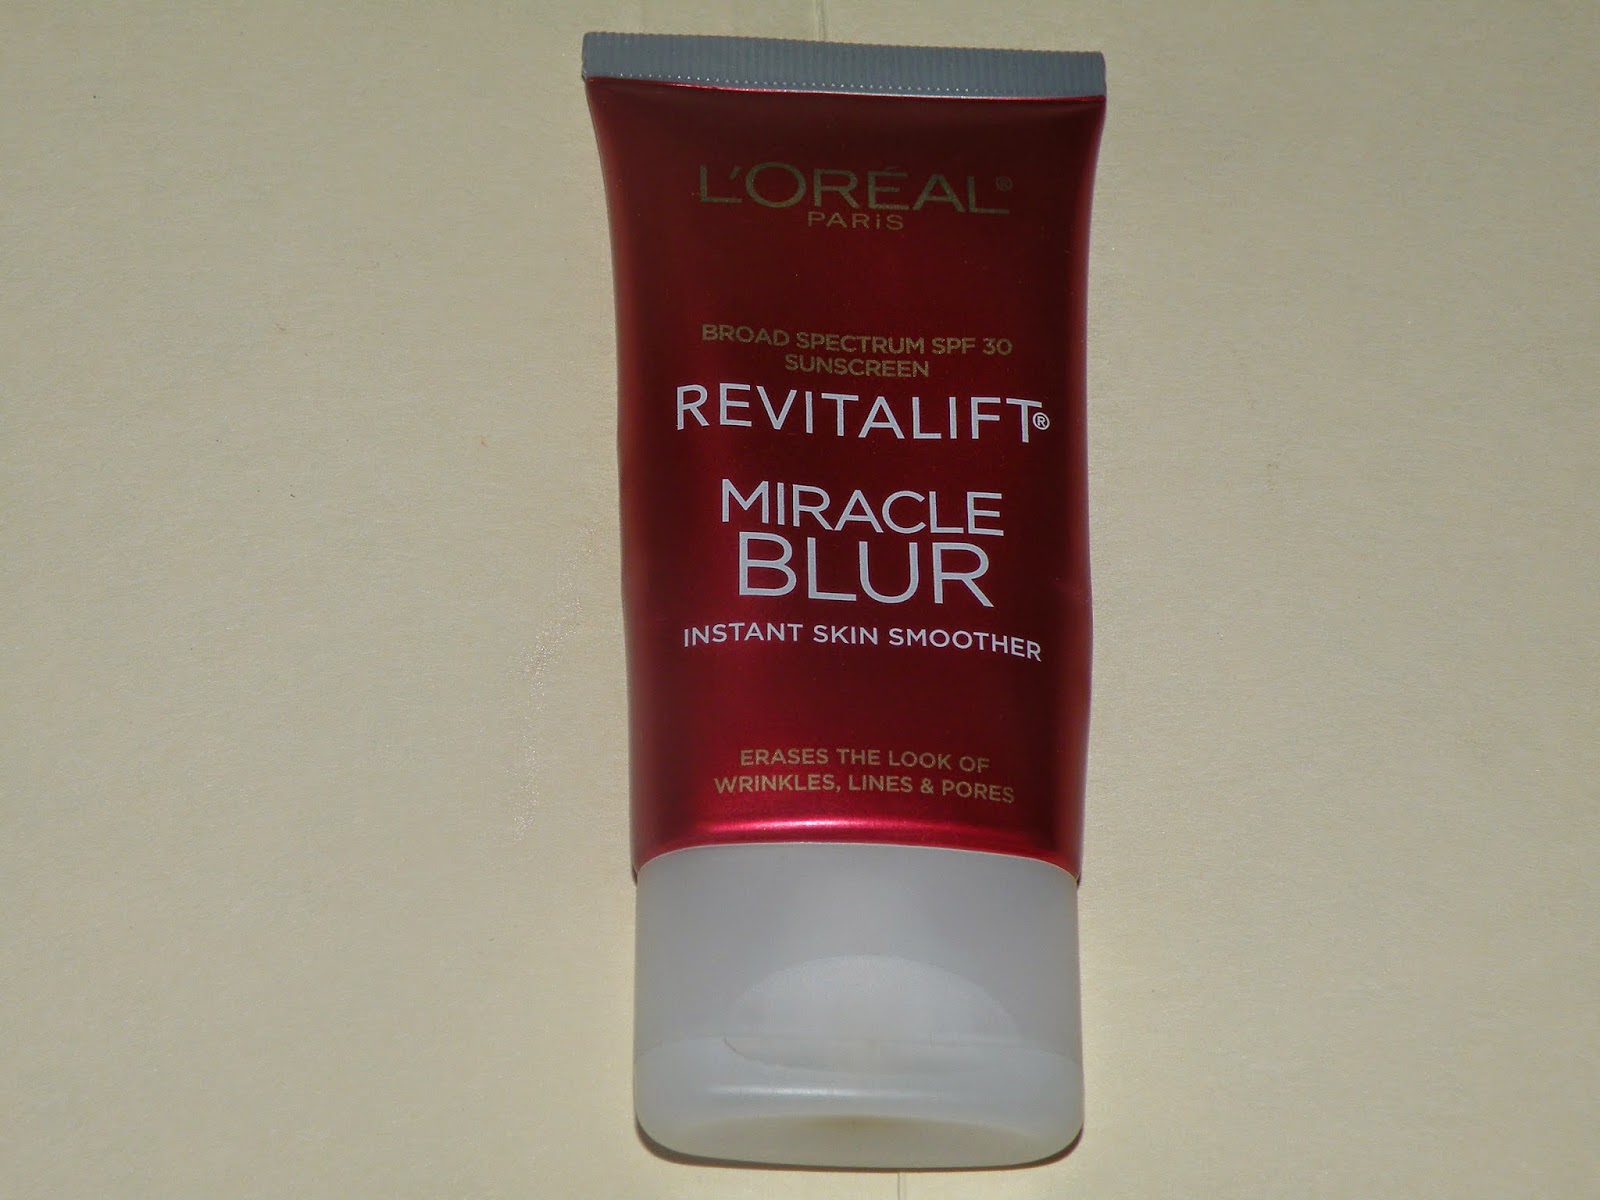 L'ORÉAL®
PARiS
BROAD SPECTRUM SPF 30
SUNSCREEN
REVITALIFT®
MIRACLE
BLUR
INSTANT SKIN SMOOTHER
ERASES THE LOOK OF
WRINKLES, LINES & PORES